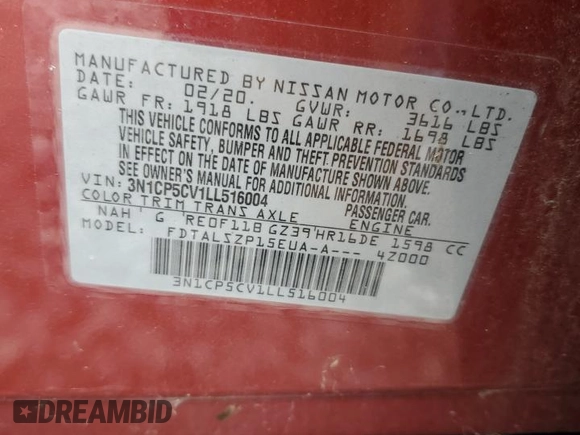 MANUFACTURED BY NISSAN MOTOR CO., LTD.
DATE: 02/20. GVWR: 3616 LBS
GAWR FR: 1918 LBS GAWR RR: 1698 LBS
THIS VEHICLE CONFORMS TO ALL APPLICABLE FEDERAL MOTOR
VEHICLE SAFETY, BUMPER AND THEFT PREVENTION STANDARDS
IN EFFECT ON THE DATE OF MANUFACTURE SHOWN ABOVE.
SEE OWNER'S MANUAL FOR ADDITIONAL INFORMATION.
VIN: 3N1CP5CV1LL516004 PASSENGER CAR
COLOR TRIM TRANS AXLE ENGINE
NAH G RE0F11B GZ39 HR16DE 1598 CC
MODEL: FDTALSZP15EUA-A--- 4Z000
3N1CP5CV1LL516004
DREAMBID